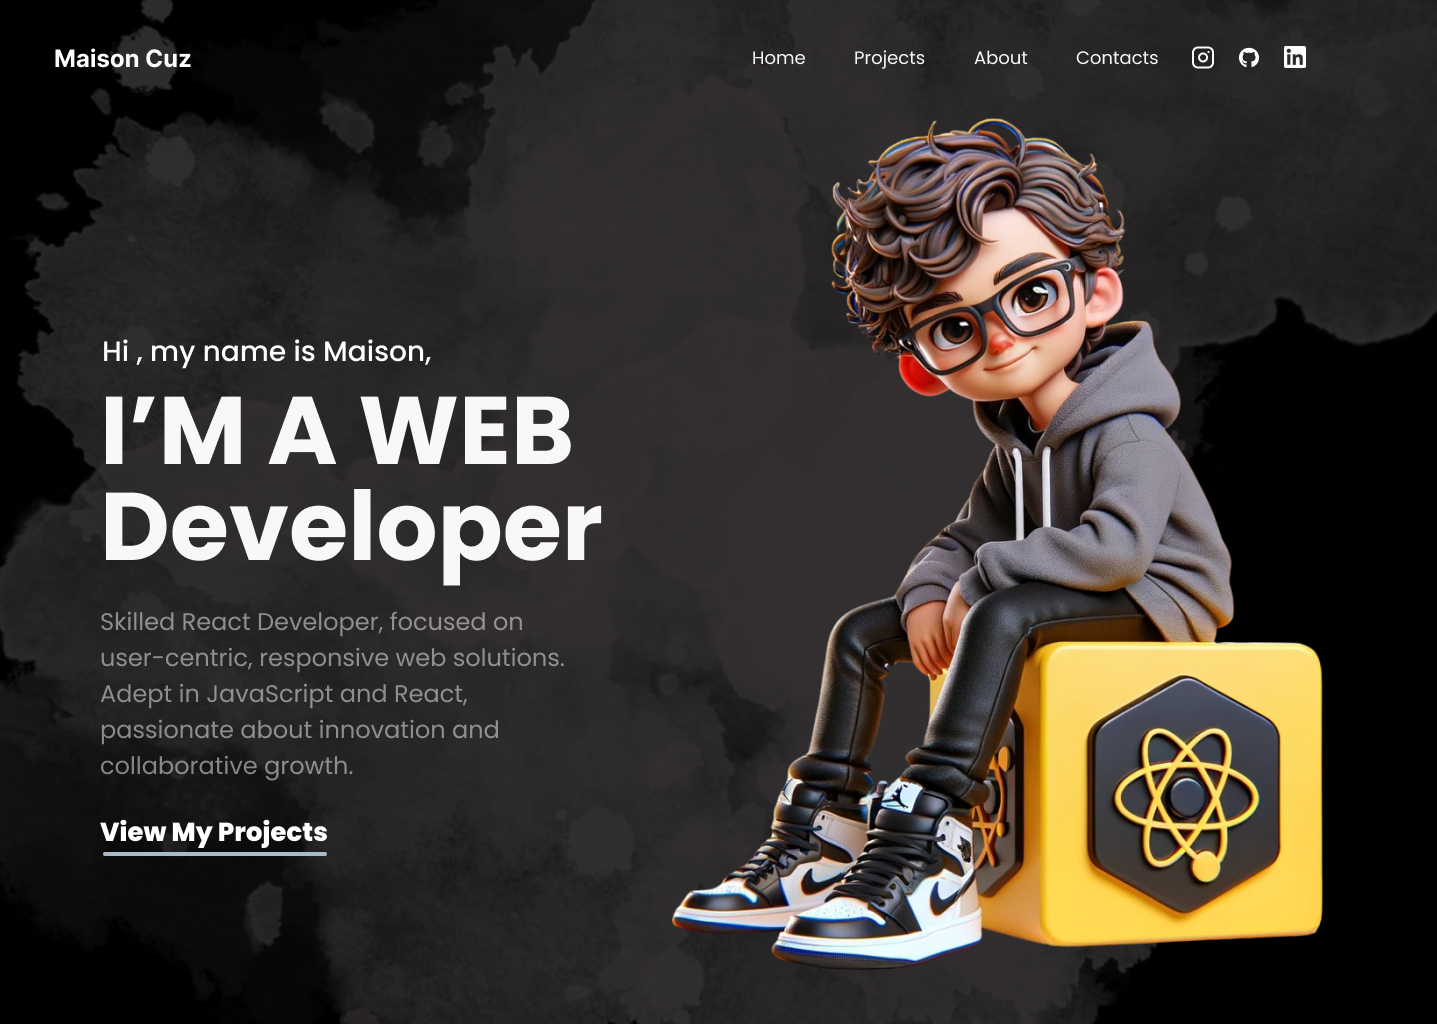 Maison Cuz
Home
Projects
About
Contacts
in
Hi , my name is Maison,
I’M A WEB
Developer
Skilled React Developer, focused on
user-centric, responsive web solutions.
Adept in JavaScript and React,
passionate about innovation and
collaborative growth.
View My Projects